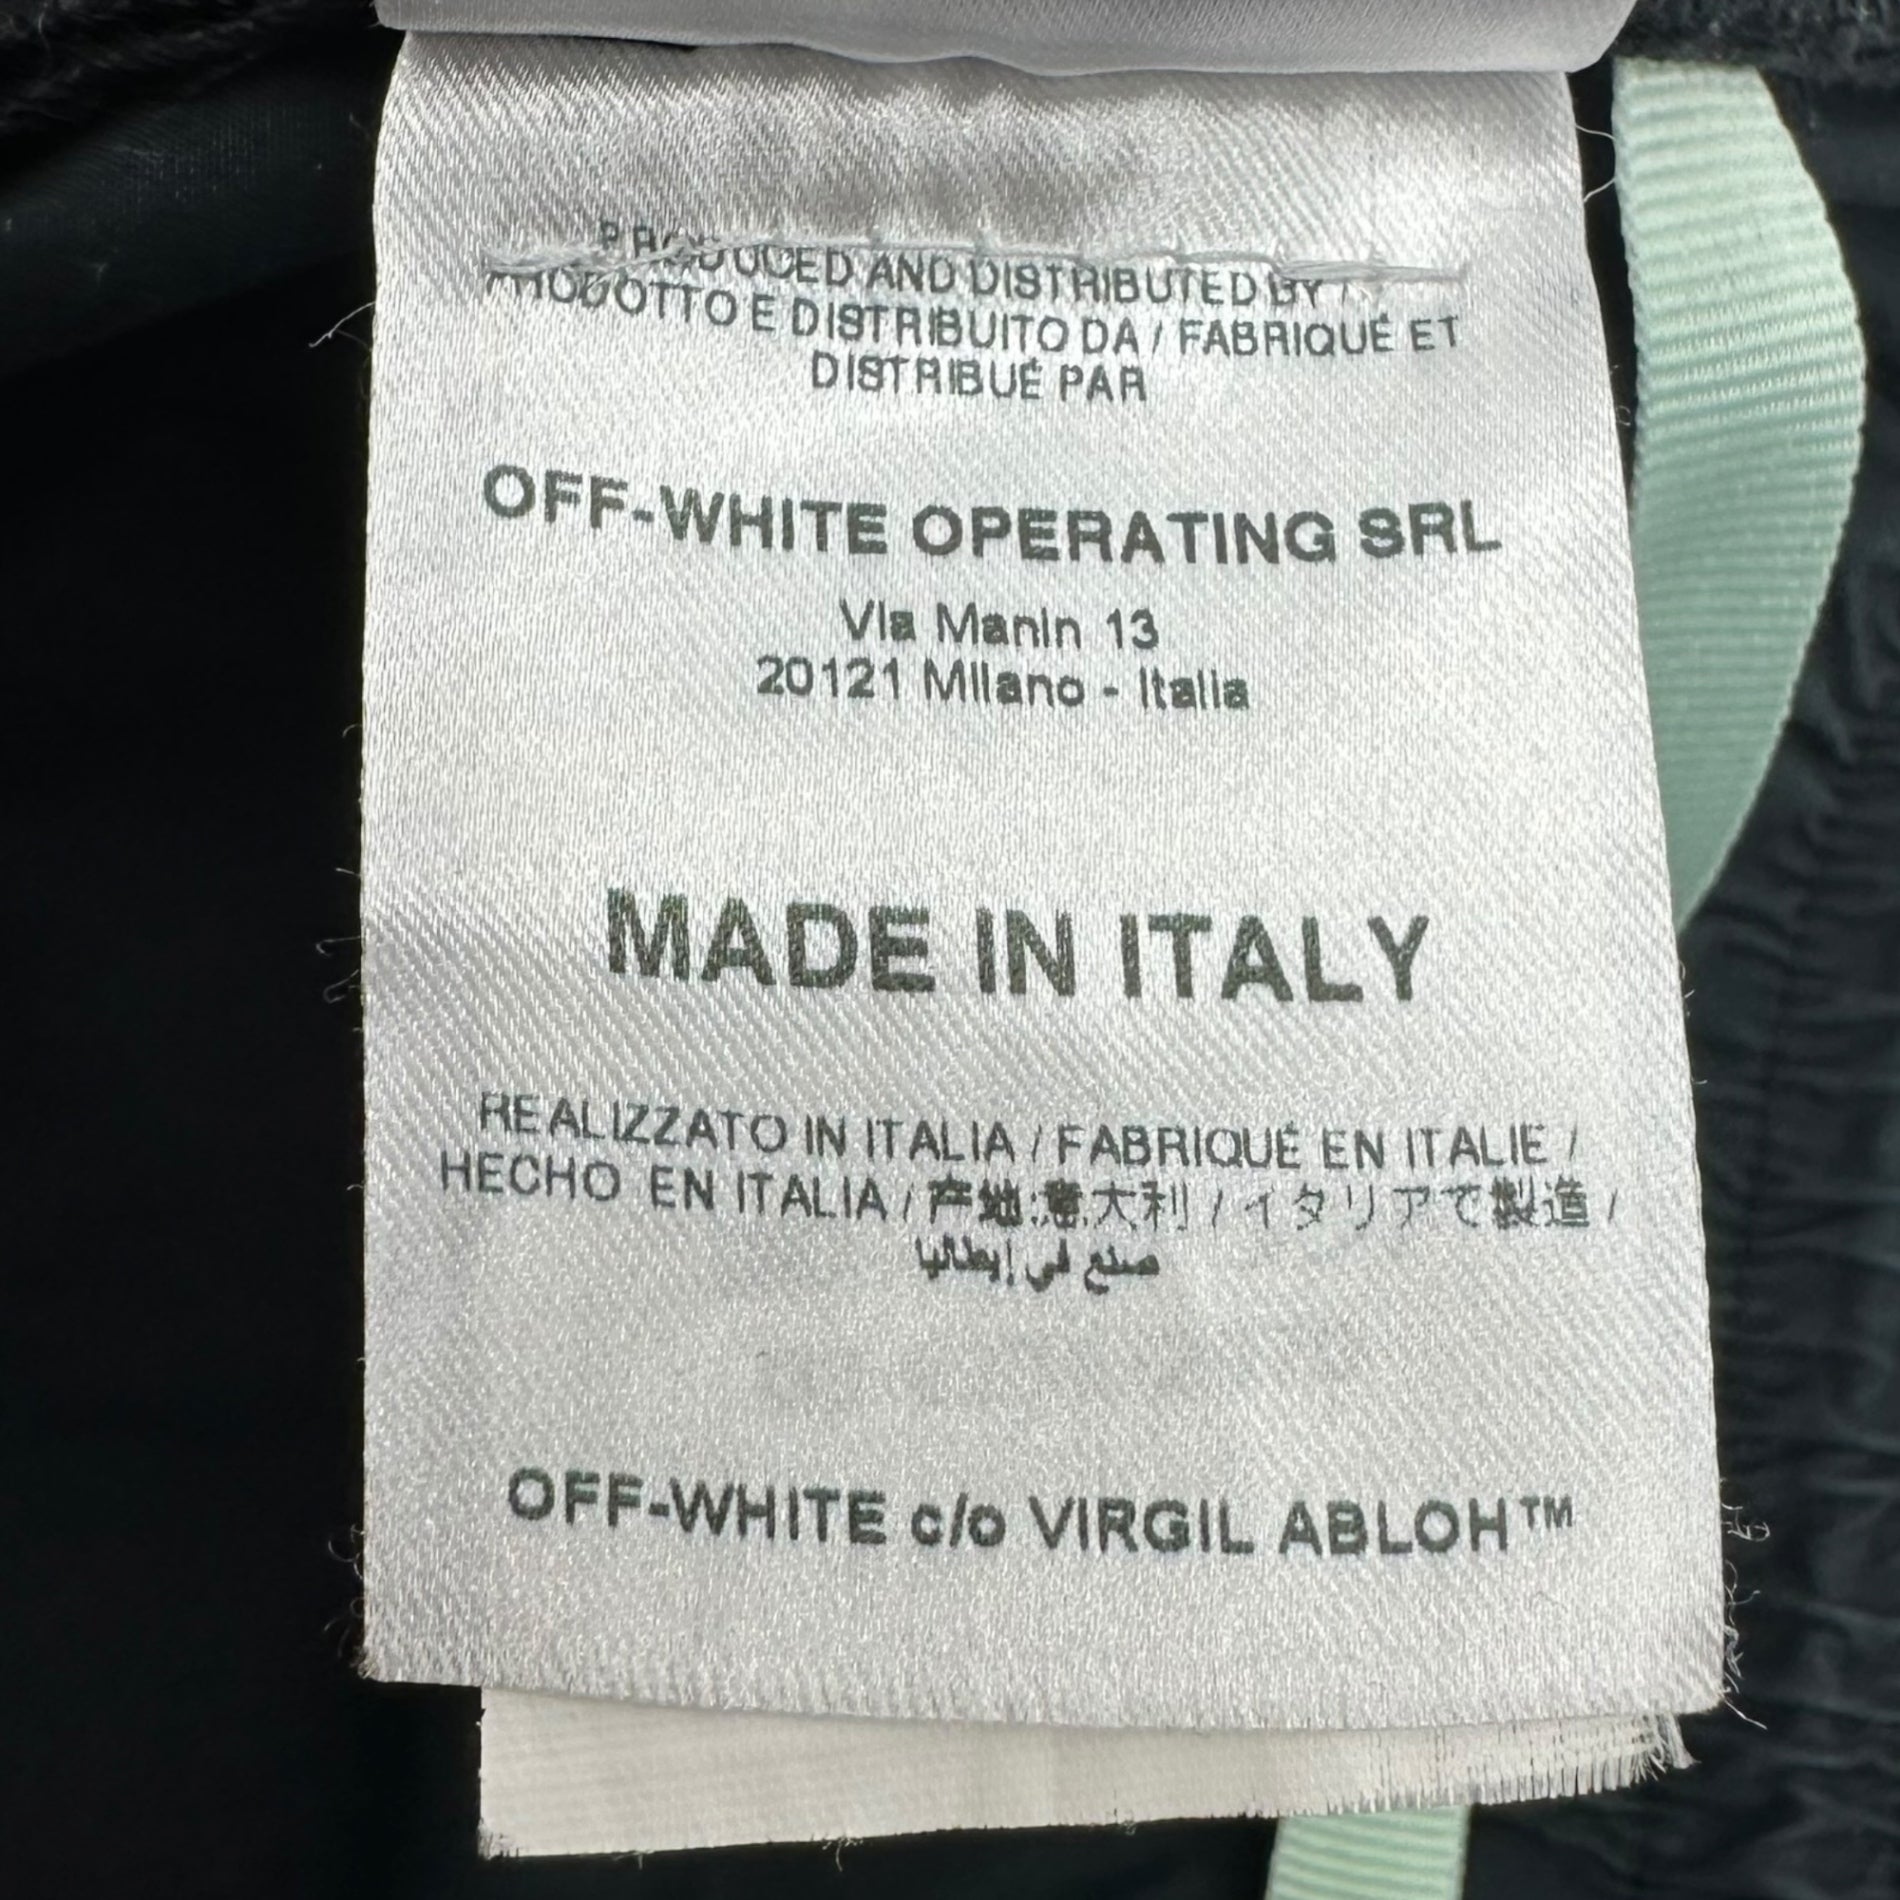 PRODUCED AND DISTRIBUTED BY /
PRODOTTO E DISTRIBUITO DA / FABRIQUÉ ET
DISTRIBUÉ PAR
OFF-WHITE OPERATING SRL
Via Manin 13
20121 Milano - Italia
MADE IN ITALY
REALIZZATO IN ITALIA / FABRIQUÉ EN ITALIE /
HECHO EN ITALIA / 产地:意大利 / イタリアで製造 /
صنع في إيطاليا
OFF-WHITE c/o VIRGIL ABLOH™